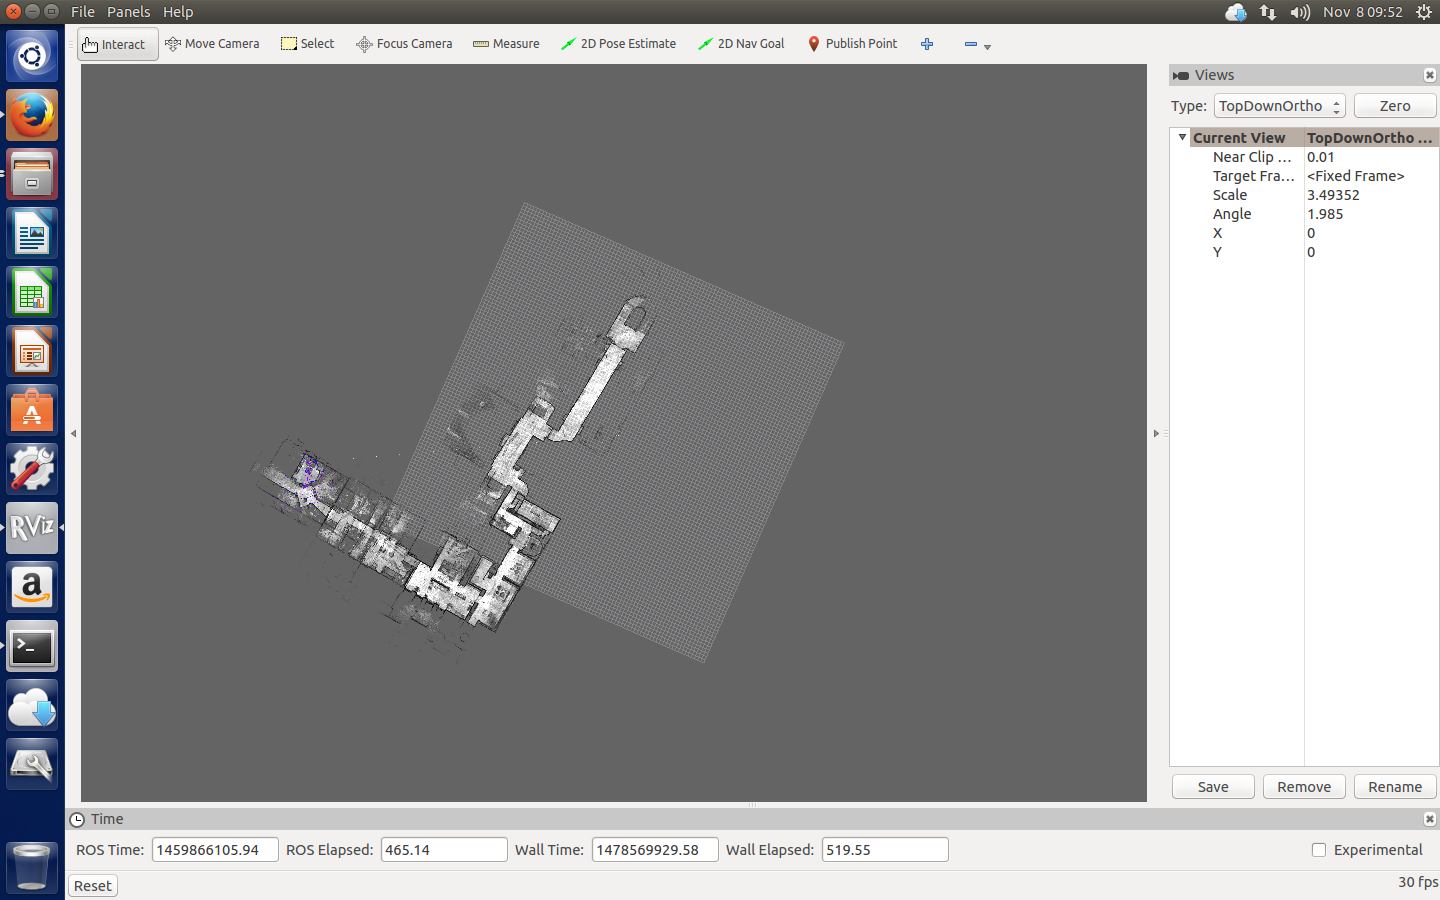 File Panels Help
Nov 8 09:52
Interact Move Camera Select Focus Camera Measure 2D Pose Estimate 2D Nav Goal Publish Point
Views
Type: TopDownOrtho Zero
Current View TopDownOrtho ...
Near Clip ... 0.01
Target Fra... <Fixed Frame>
Scale 3.49352
Angle 1.985
X 0
Y 0
RViz
Save Remove Rename
Time
ROS Time: 1459866105.94 ROS Elapsed: 465.14 Wall Time: 1478569929.58 Wall Elapsed: 519.55 Experimental
Reset 30 fps